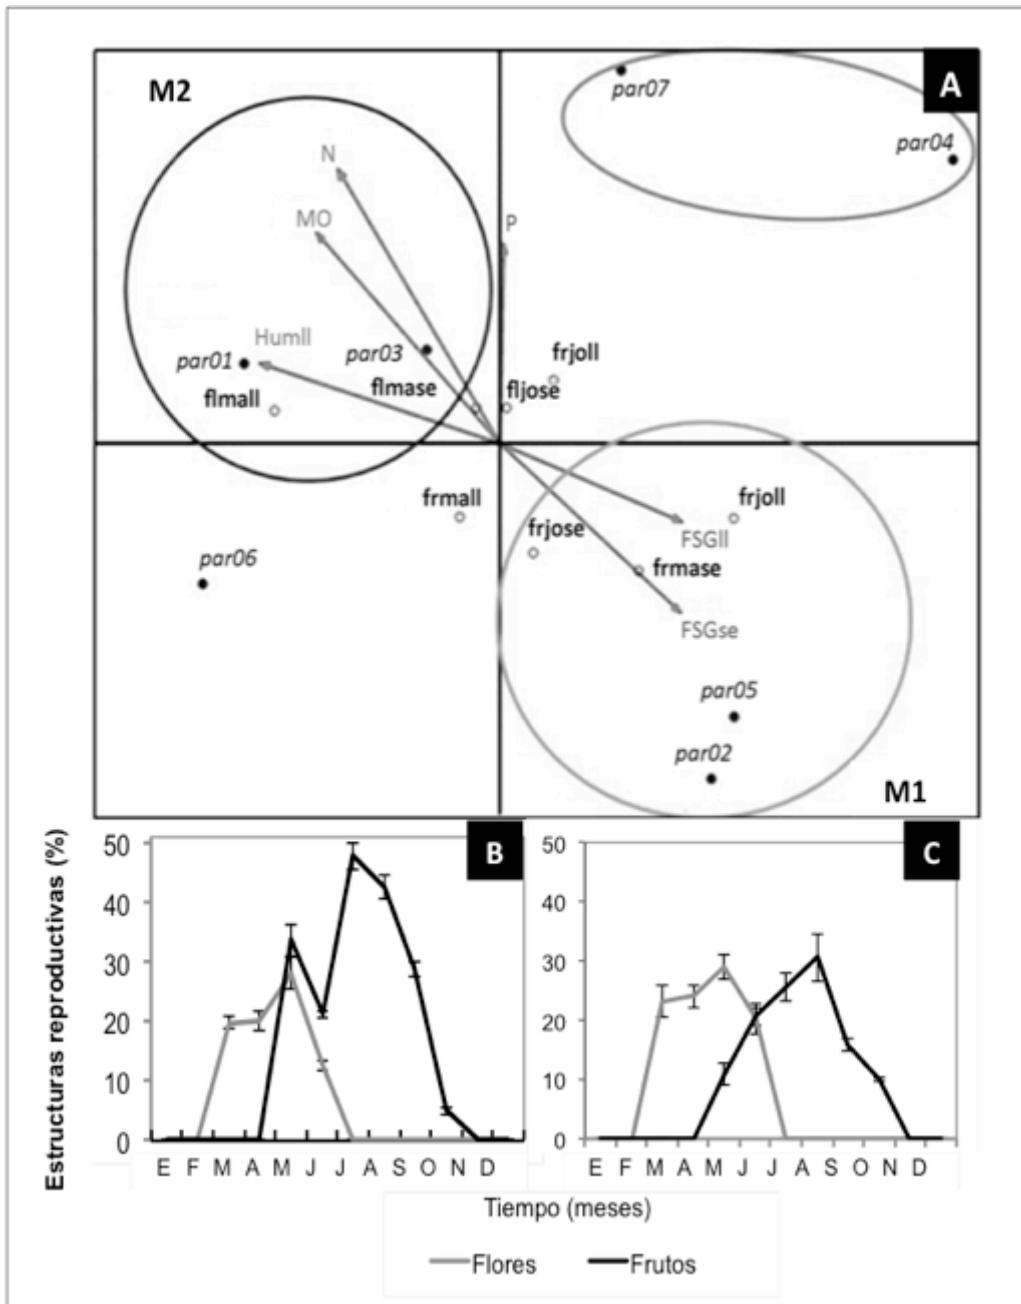 M2
A
par07
par04
N
MO
P
Humll
par01
par03
frjoll
flmall
flmase
fljose
frmall
frjoll
frjose
FSGll
par06
frmase
FSGse
par05
par02
M1
Estructuras reproductivas (%)
50
40
30
20
10
0
B
E F M A M J J A S O N D
50
40
30
20
10
0
C
E F M A M J J A S O N D
Tiempo (meses)
Flores Frutos